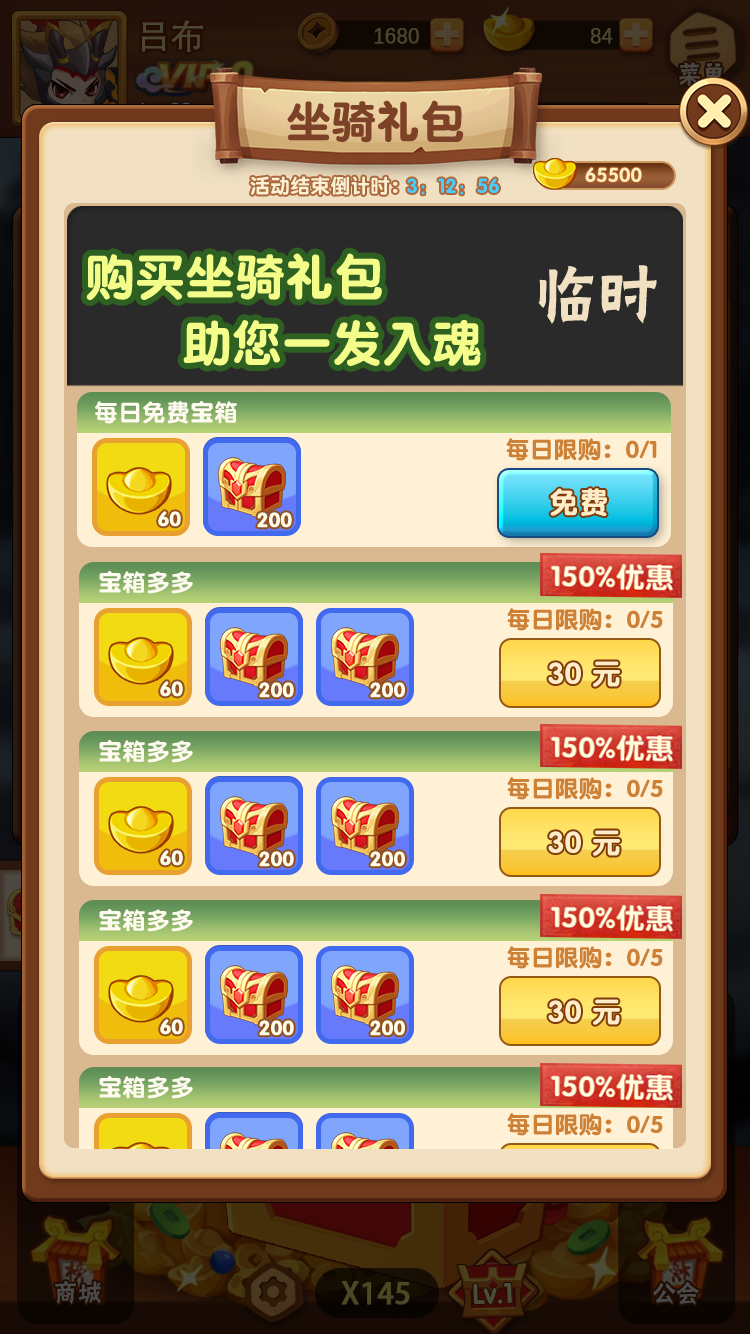 吕布
1680
84
菜单
坐骑礼包
活动结束倒计时：3：12：56
65500
购买坐骑礼包
助您一发入魂
临时
每日免费宝箱
每日限购：0/1
60
200
免费
宝箱多多
150%优惠
每日限购：0/5
60
200
200
30 元
宝箱多多
150%优惠
每日限购：0/5
60
200
200
30 元
宝箱多多
150%优惠
每日限购：0/5
60
200
200
30 元
宝箱多多
150%优惠
每日限购：0/5
商城
X145
Lv.1
公会